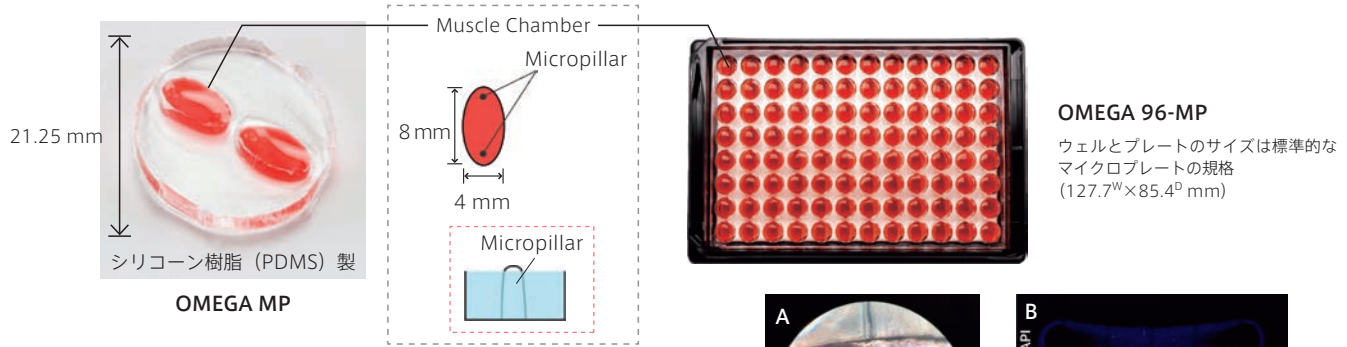 Muscle Chamber
Micropillar
21.25 mm
8 mm
4 mm
Micropillar
シリコーン樹脂（PDMS）製
OMEGA MP
OMEGA 96-MP
ウェルとプレートのサイズは標準的な
マイクロプレートの規格
(127.7ᵂ×85.4ᴰ mm)
A
B
API